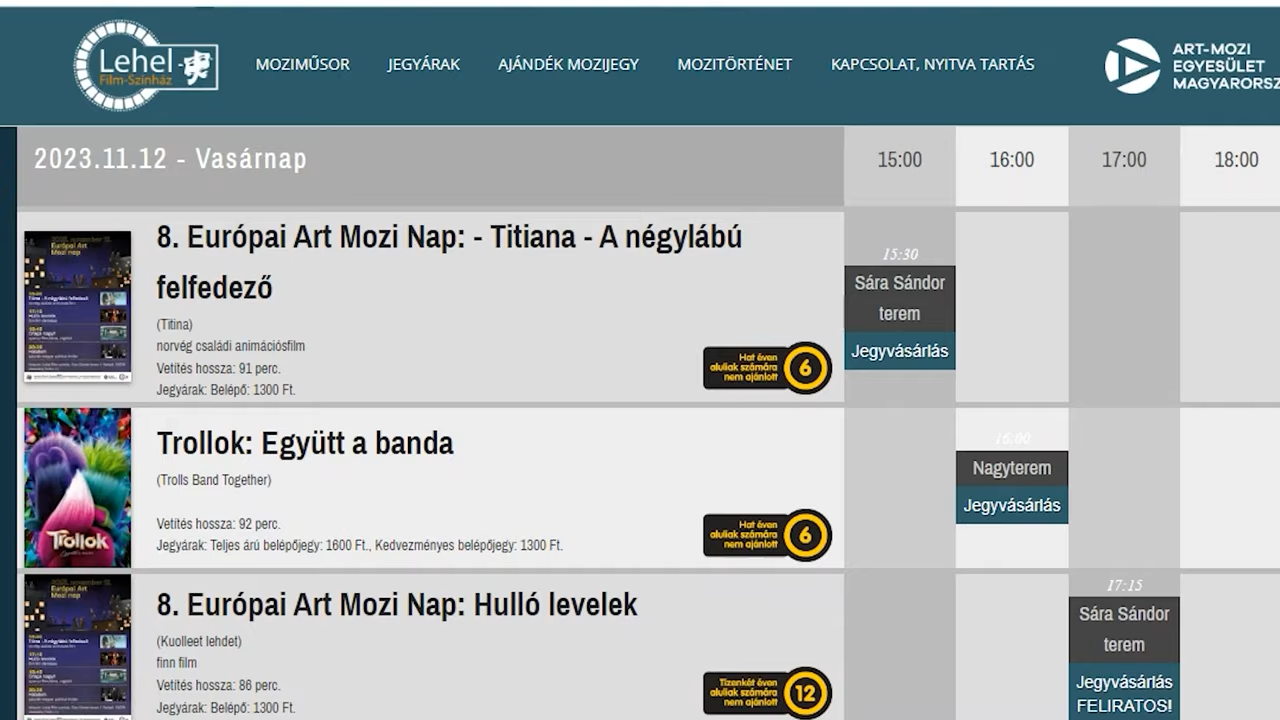 Lehel
Film-Színház
MOZIMŰSOR
JEGYÁRAK
AJÁNDÉK MOZIJEGY
MOZITÖRTÉNET
KAPCSOLAT, NYITVA TARTÁS
ART-MOZI
EGYESÜLET
MAGYARORSZ
2023.11.12 - Vasárnap
15:00
16:00
17:00
18:00
8. Európai Art Mozi Nap: - Titiana - A négylábú
felfedező
(Titina)
norvég családi animációsfilm
Vetítés hossza: 91 perc.
Jegyárak: Belépő: 1300 Ft.
Hat éven
aluliak számára
nem ajánlott
6
15:30
Sára Sándor
terem
Jegyvásárlás
Trollok
Trollok: Együtt a banda
(Trolls Band Together)
Vetítés hossza: 92 perc.
Jegyárak: Teljes árú belépőjegy: 1600 Ft., Kedvezményes belépőjegy: 1300 Ft.
Hat éven
aluliak számára
nem ajánlott
6
16:00
Nagyterem
Jegyvásárlás
Európai Art
Mozi nap
8. Európai Art Mozi Nap: Hulló levelek
(Kuolleet lehdet)
finn film
Vetítés hossza: 86 perc.
Jegyárak: Belépő: 1300 Ft.
Tizenkét éven
aluliak számára
nem ajánlott
12
17:15
Sára Sándor
terem
Jegyvásárlás
FELIRATOS!